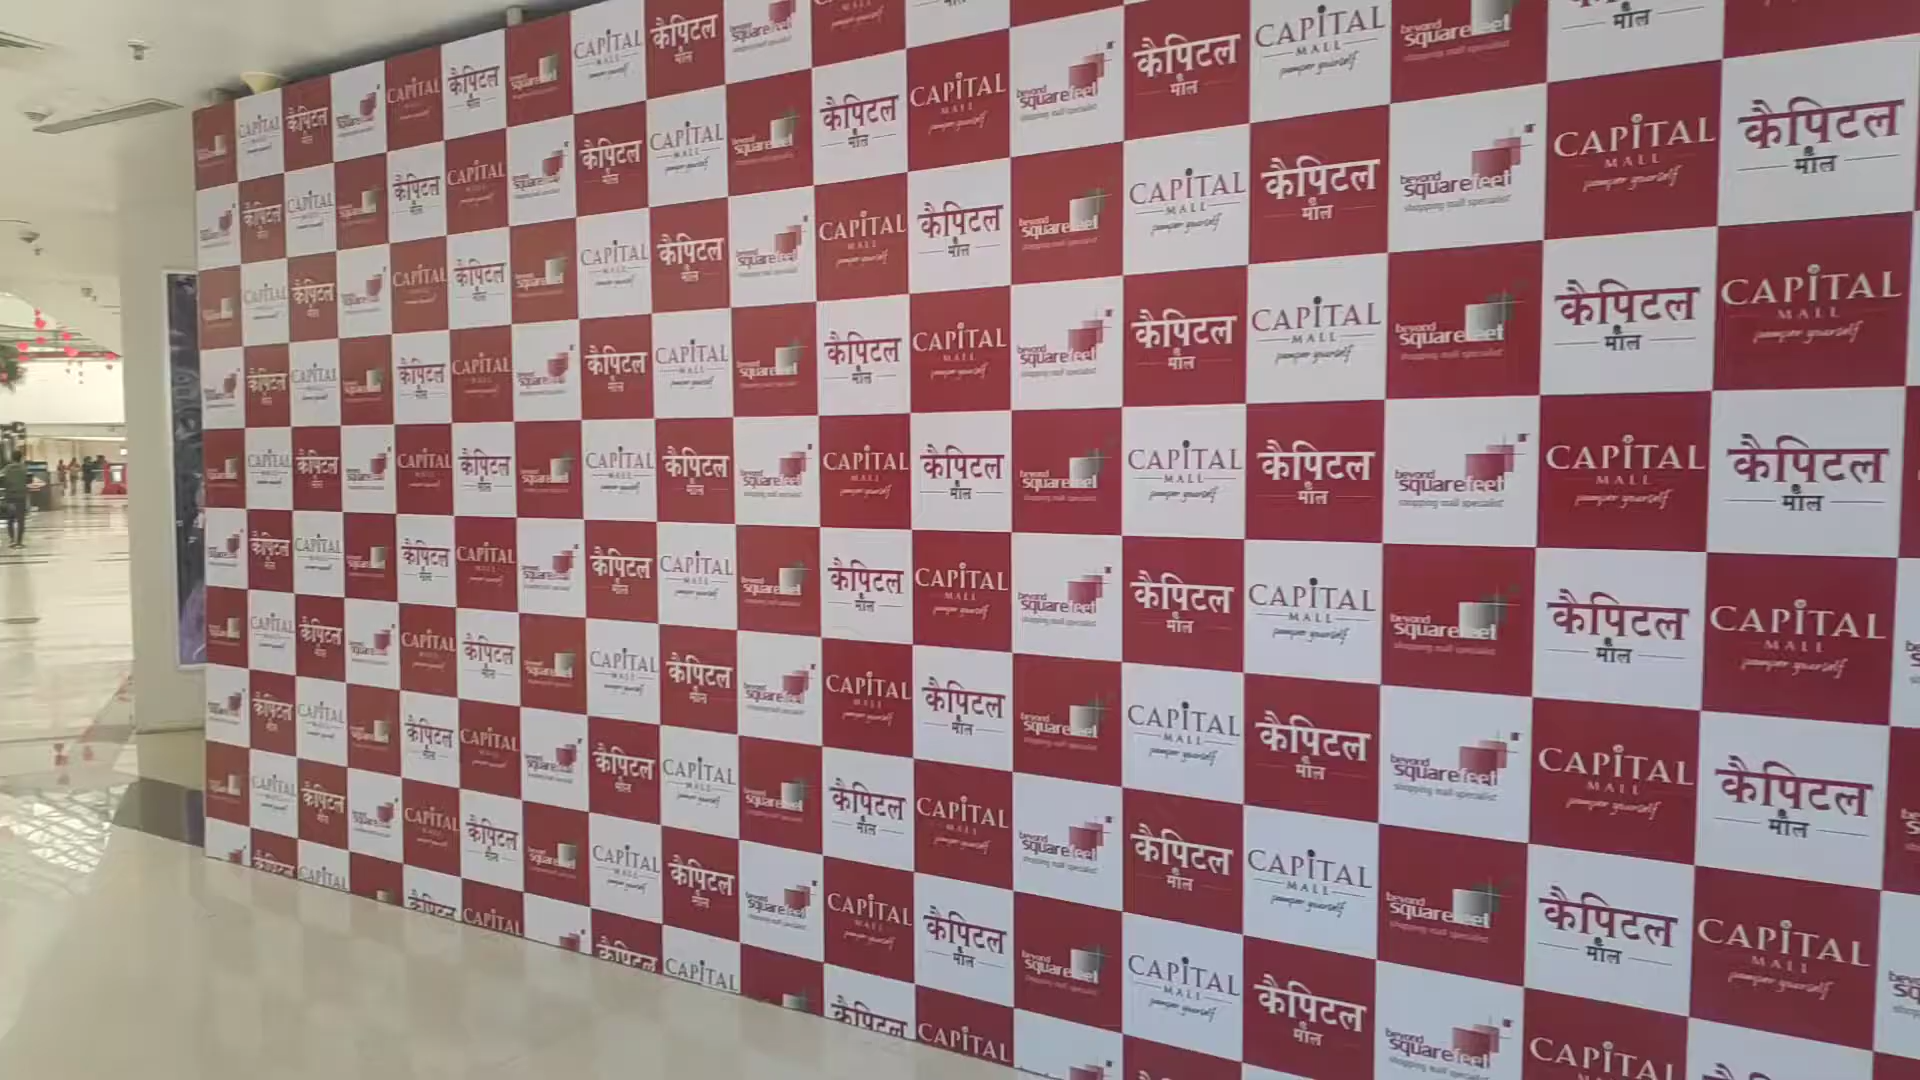 CAPITAL
MALL
pamper yourself
कैपिटल
मॉल
beyond
squarefeet
shopping mall specialist